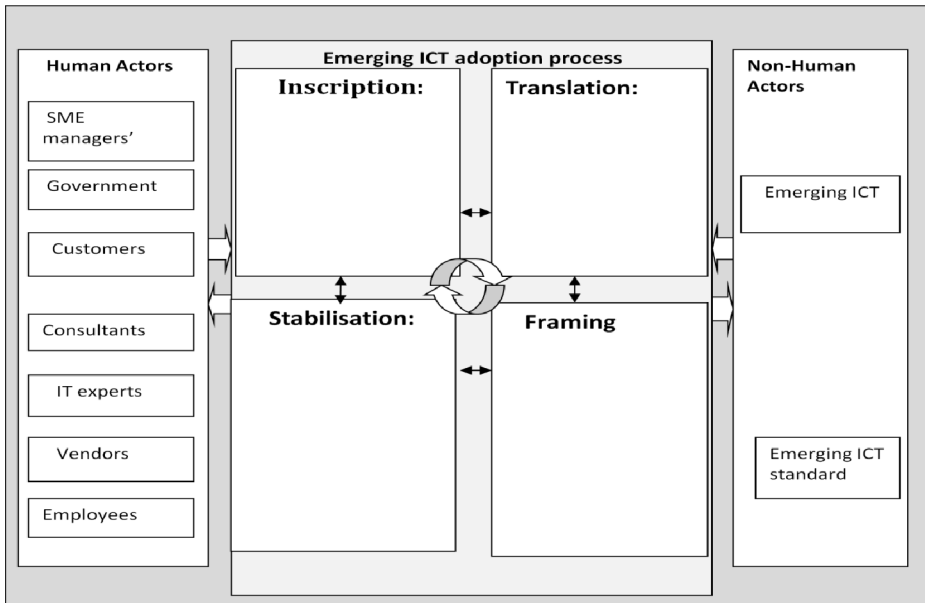 Human Actors
SME
managers'
Government
Customers
Consultants
IT experts
Vendors
Employees
Emerging ICT adoption process
Inscription:
Translation:
Stabilisation:
Framing
Non-Human
Actors
Emerging ICT
Emerging ICT
standard